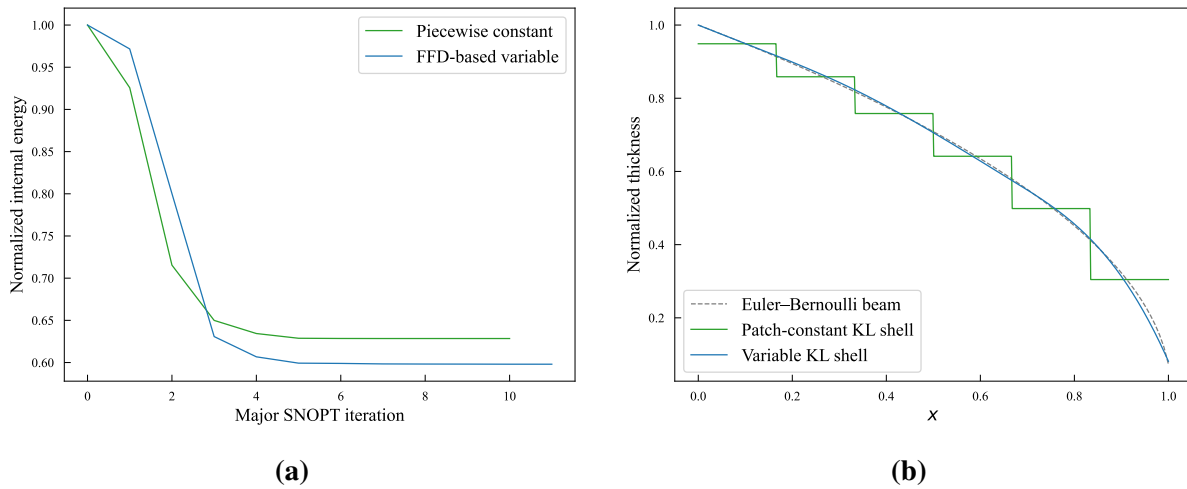 1.00
0.95
0.90
0.85
0.80
0.75
0.70
0.65
0.60
Normalized internal energy
Piecewise constant
FFD-based variable
0 2 4 6 8 10
Major SNOPT iteration
(a)
1.0
0.8
0.6
0.4
0.2
Normalized thickness
Euler–Bernoulli beam
Patch-constant KL shell
Variable KL shell
0.0 0.2 0.4 0.6 0.8 1.0
x
(b)